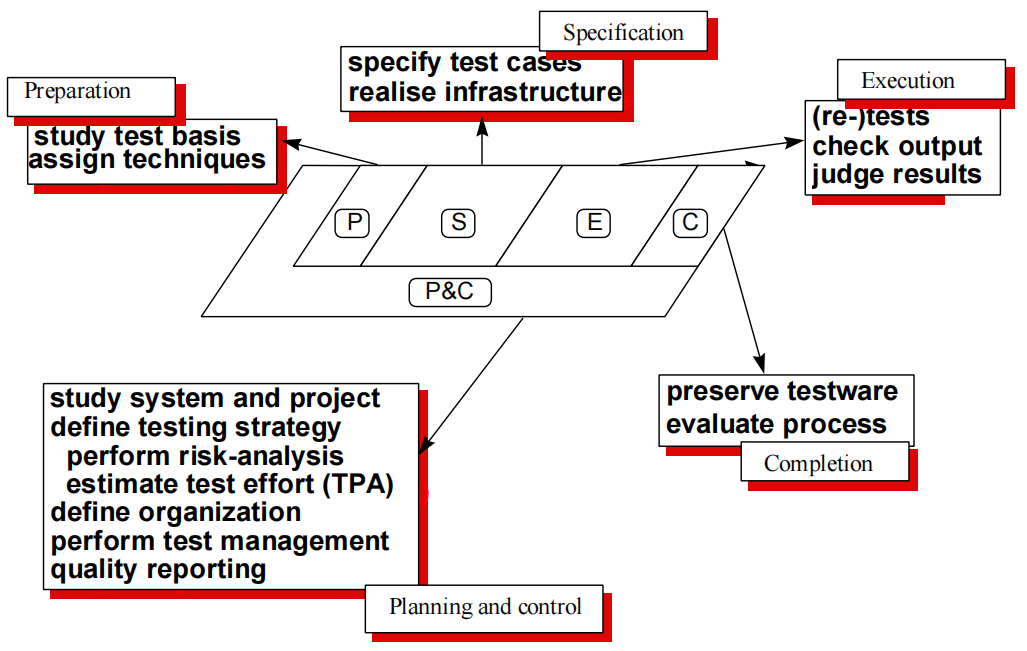 Specification
specify test cases
realise infrastructure
Preparation
study test basis
assign techniques
Execution
(re-)tests
check output
judge results
P
S
E
C
P&C
study system and project
define testing strategy
perform risk-analysis
estimate test effort (TPA)
define organization
perform test management
quality reporting
Planning and control
preserve testware
evaluate process
Completion